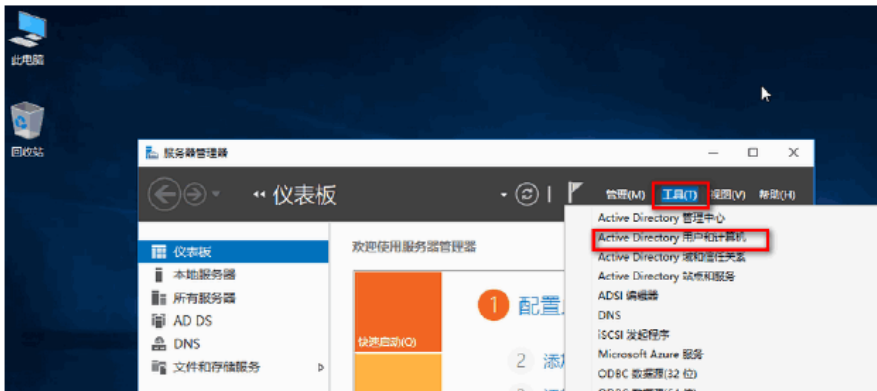 此电脑
回收站
服务器管理器
仪表板
管理(M) 工具(T) 视图(V) 帮助(H)
Active Directory 管理中心
Active Directory 用户和计算机
Active Directory 域和信任关系
Active Directory 站点和服务
ADSI 编辑器
DNS
iSCSI 发起程序
Microsoft Azure 服务
ODBC 数据源(32 位)
仪表板
本地服务器
所有服务器
AD DS
DNS
文件和存储服务
欢迎使用服务器管理器
快速启动(Q)
1 配置
2 添加